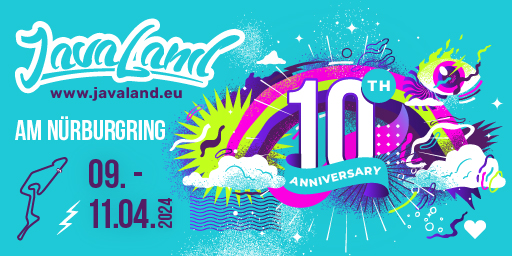 JavaLand
www.javaland.eu
AM NÜRBURGRING
09. -
11.04.
2024
10TH
ANNIVERSARY